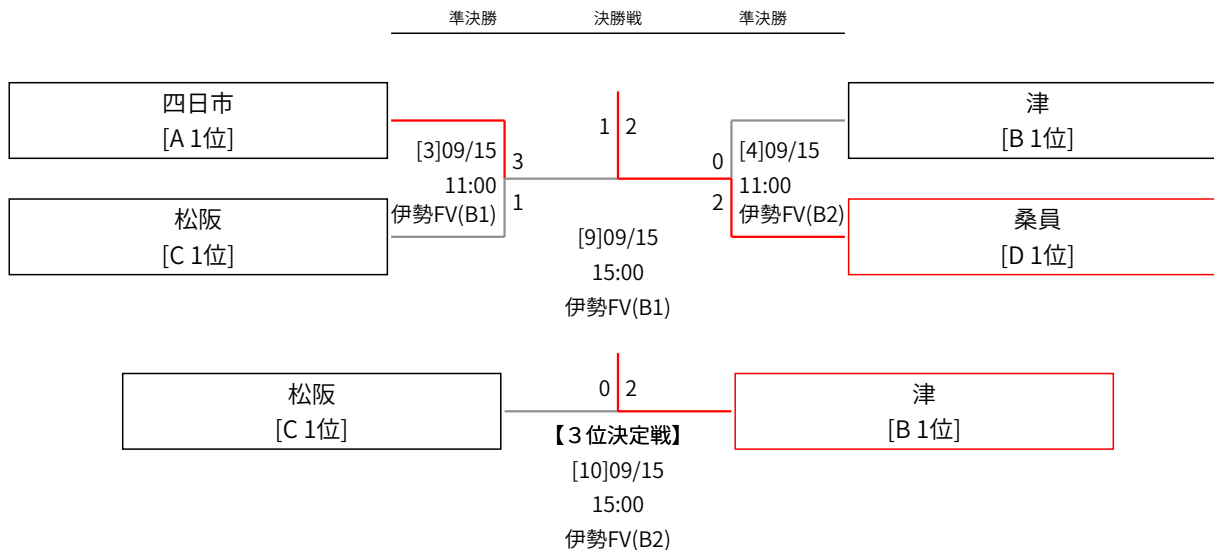 準決勝 決勝戦 準決勝
四日市
[A 1位]
松阪
[C 1位]
[3]09/15
11:00
伊勢FV(B1)
3
1
1 2
[9]09/15
15:00
伊勢FV(B1)
0
2
[4]09/15
11:00
伊勢FV(B2)
津
[B 1位]
桑員
[D 1位]
松阪
[C 1位]
0 2
【３位決定戦】
[10]09/15
15:00
伊勢FV(B2)
津
[B 1位]